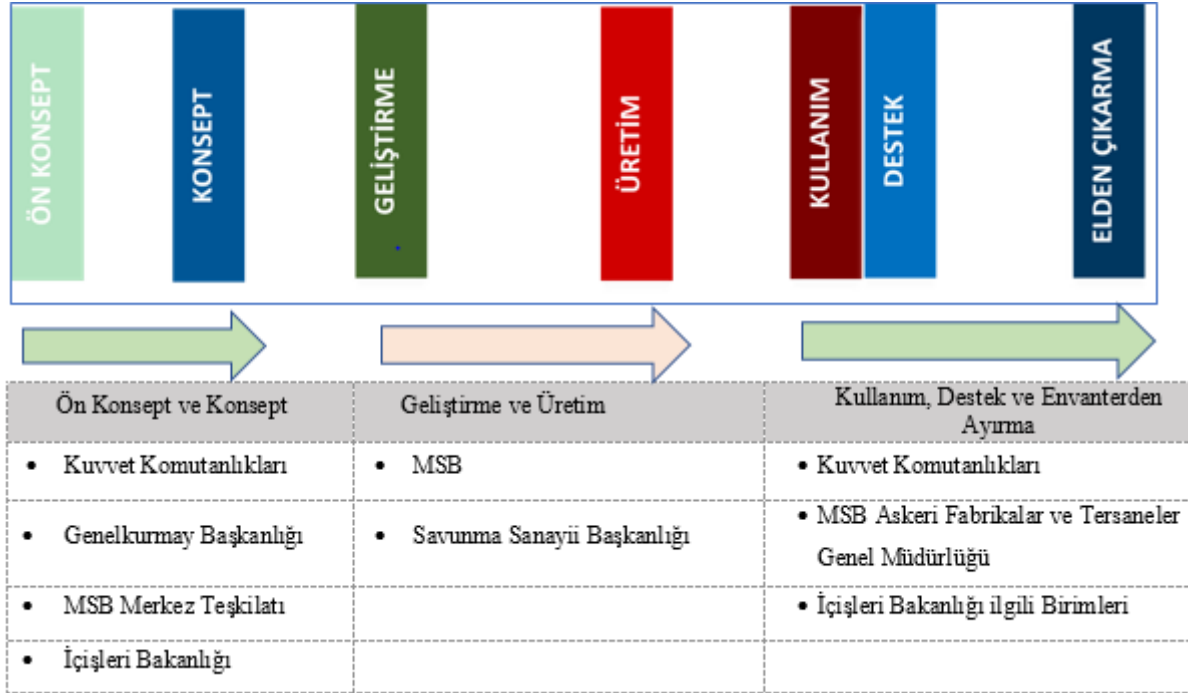 ÖN KONSEPT
KONSEPT
GELİŞTİRME
ÜRETİM
KULLANIM
DESTEK
ELDEN ÇIKARMA
Ön Konsept ve Konsept
Geliştirme ve Üretim
Kullanım, Destek ve Envanterden
Ayırma
• Kuvvet Komutanlıkları
• MSB
• Kuvvet Komutanlıkları
• Genelkurmay Başkanlığı
• Savunma Sanayii Başkanlığı
• MSB Askeri Fabrikalar ve Tersaneler
Genel Müdürlüğü
• MSB Merkez Teşkilatı
• İçişleri Bakanlığı ilgili Birimleri
• İçişleri Bakanlığı